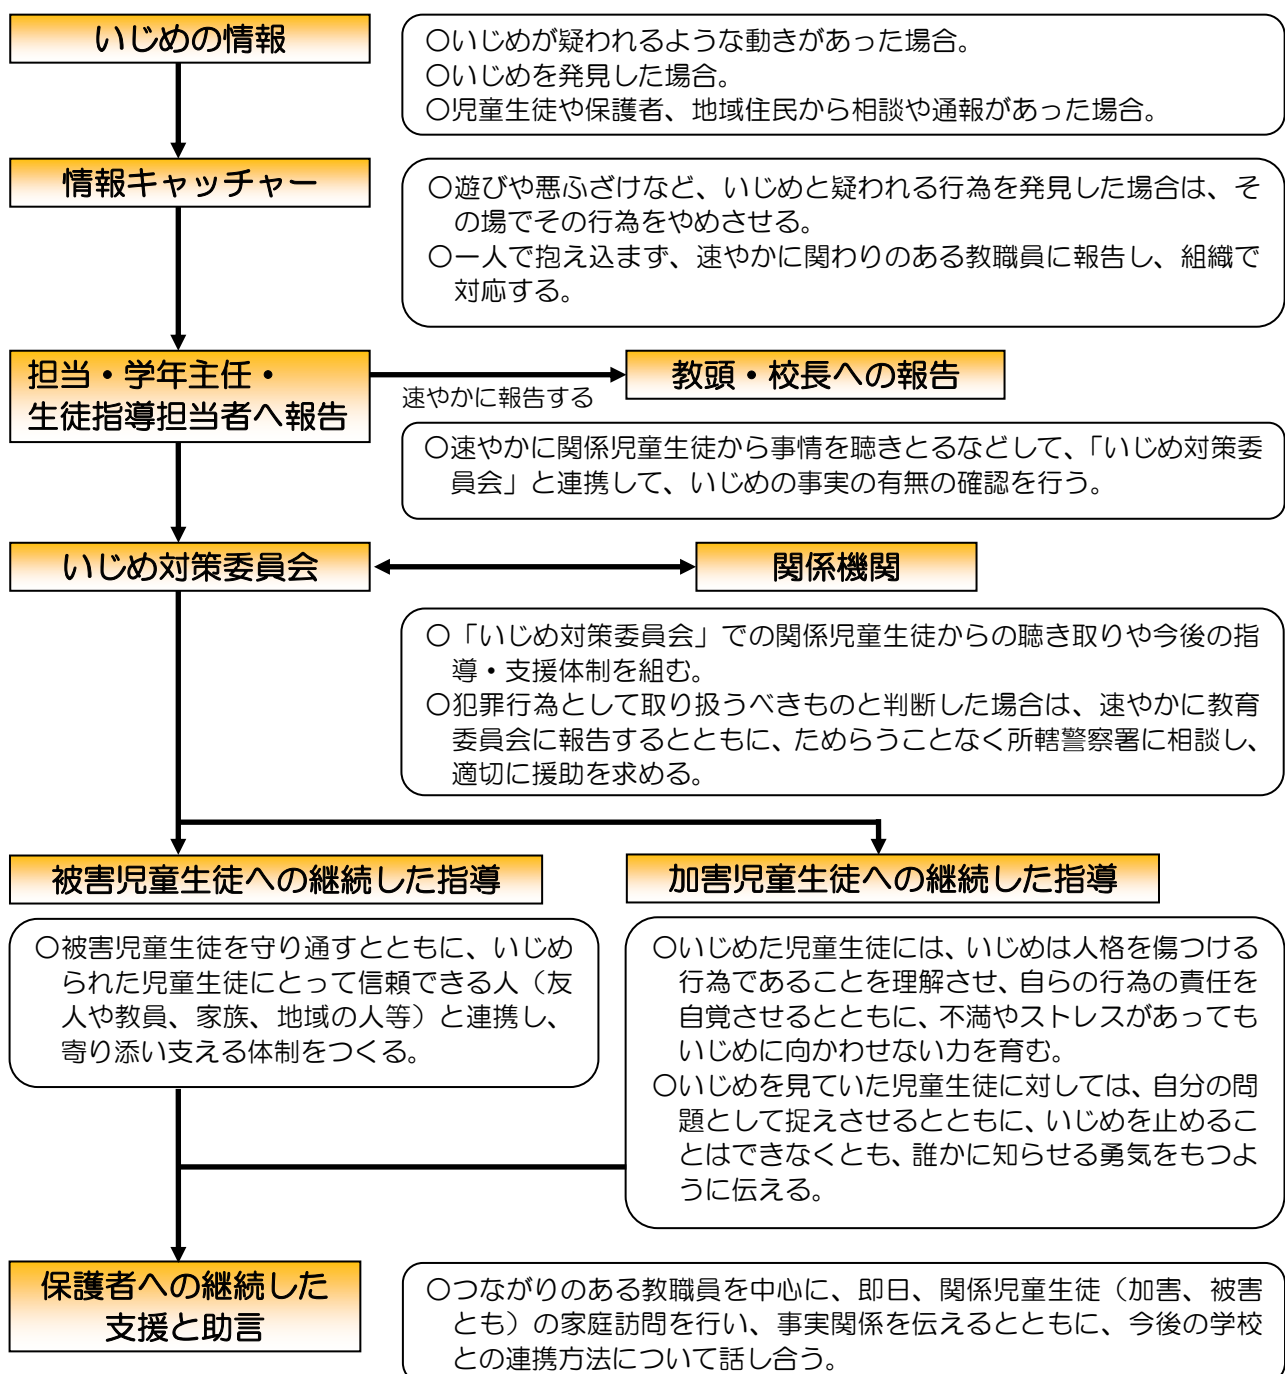 いじめの情報
〇いじめが疑われるような動きがあった場合。
〇いじめを発見した場合。
〇児童生徒や保護者、地域住民から相談や通報があった場合。
情報キャッチャー
〇遊びや悪ふざけなど、いじめと疑われる行為を発見した場合は、そ
の場でその行為をやめさせる。
〇一人で抱え込まず、速やかに関わりのある教職員に報告し、組織で
対応する。
担当・学年主任・
生徒指導担当者へ報告
速やかに報告する
教頭・校長への報告
〇速やかに関係児童生徒から事情を聴きとるなどして、「いじめ対策委
員会」と連携して、いじめの事実の有無の確認を行う。
いじめ対策委員会
関係機関
〇「いじめ対策委員会」での関係児童生徒からの聴き取りや今後の指
導・支援体制を組む。
〇犯罪行為として取り扱うべきものと判断した場合は、速やかに教育
委員会に報告するとともに、ためらうことなく所轄警察署に相談し、
適切に援助を求める。
被害児童生徒への継続した指導
〇被害児童生徒を守り通すとともに、いじめ
られた児童生徒にとって信頼できる人（友
人や教員、家族、地域の人等）と連携し、
寄り添い支える体制をつくる。
加害児童生徒への継続した指導
〇いじめた児童生徒には、いじめは人格を傷つける
行為であることを理解させ、自らの行為の責任を
自覚させるとともに、不満やストレスがあっても
いじめに向かわせない力を育む。
〇いじめを見ていた児童生徒に対しては、自分の問
題として捉えさせるとともに、いじめを止めるこ
とはできなくとも、誰かに知らせる勇気をもつよ
うに伝える。
保護者への継続した
支援と助言
〇つながりのある教職員を中心に、即日、関係児童生徒（加害、被害
とも）の家庭訪問を行い、事実関係を伝えるとともに、今後の学校
との連携方法について話し合う。